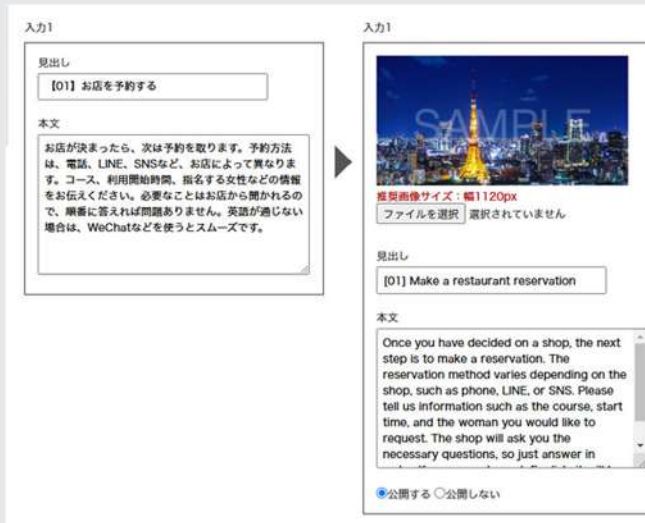 入力1
見出し
【01】お店を予約する
本文
お店が決まったら、次は予約を取ります。予約方法
は、電話、LINE、SNSなど、お店によって異なりま
す。コース、利用開始時間、指名する女性などの情報
をお伝えください。必要なことはお店から聞かれるの
で、順番に答えれば問題ありません。英語が通じない
場合は、WeChatなどを使うとスムーズです。
入力1
SAMPLE
推奨画像サイズ：幅1120px
ファイルを選択 選択されていません
見出し
[01] Make a restaurant reservation
本文
Once you have decided on a shop, the next
step is to make a reservation. The
reservation method varies depending on the
shop, such as phone, LINE, or SNS. Please
tell us information such as the course, start
time, and the woman you would like to
request. The shop will ask you the
necessary questions, so just answer in
公開する 公開しない